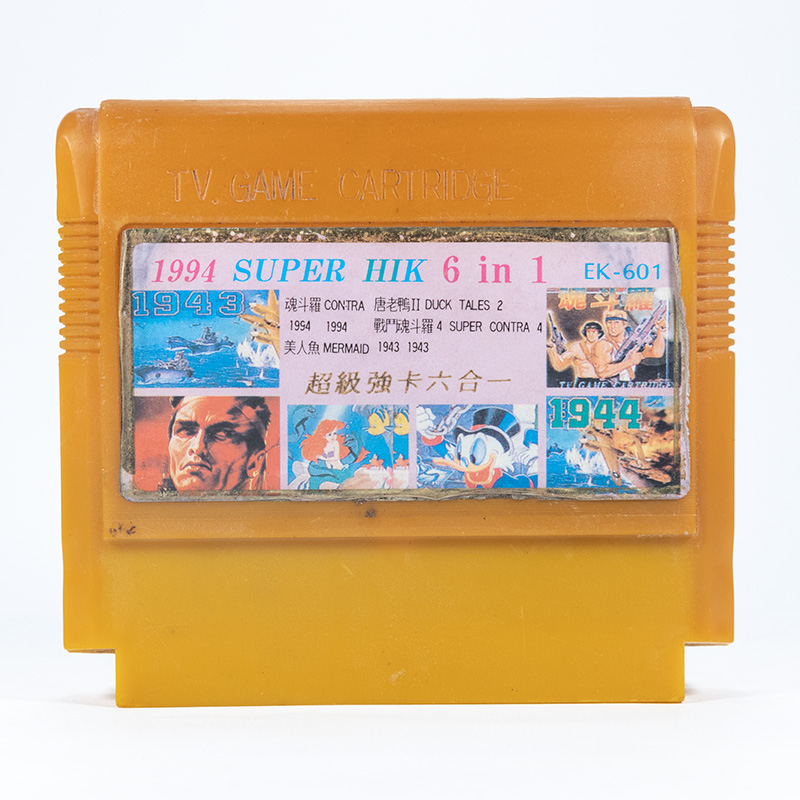 TV. GAME CARTRIDGE
1994 SUPER HIK 6 in 1 EK-601
1943
魂斗羅 CONTRA 唐老鴨II DUCK TALES 2
1994 1994 戰鬥魂斗羅4 SUPER CONTRA 4
美人魚 MERMAID 1943 1943
超級強卡六合一
魂斗羅
TV GAME CARTRIDGE
1944